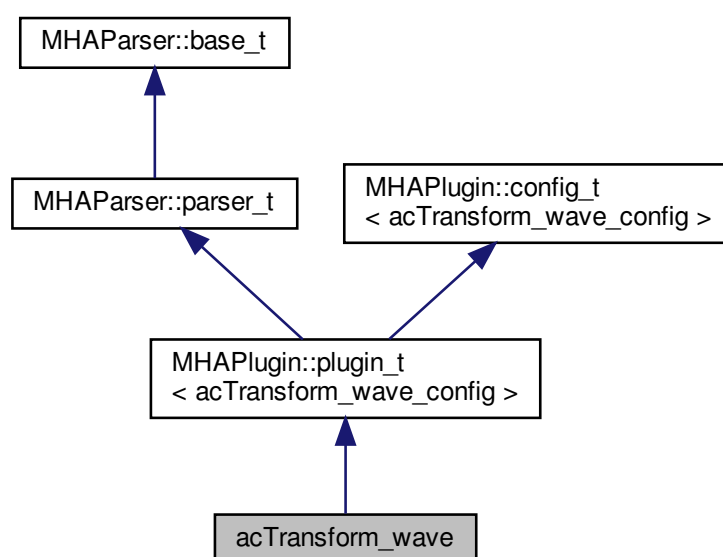 MHAParser::base_t
MHAParser::parser_t
MHAPlugin::config_t
< acTransform_wave_config >
MHAPlugin::plugin_t
< acTransform_wave_config >
acTransform_wave